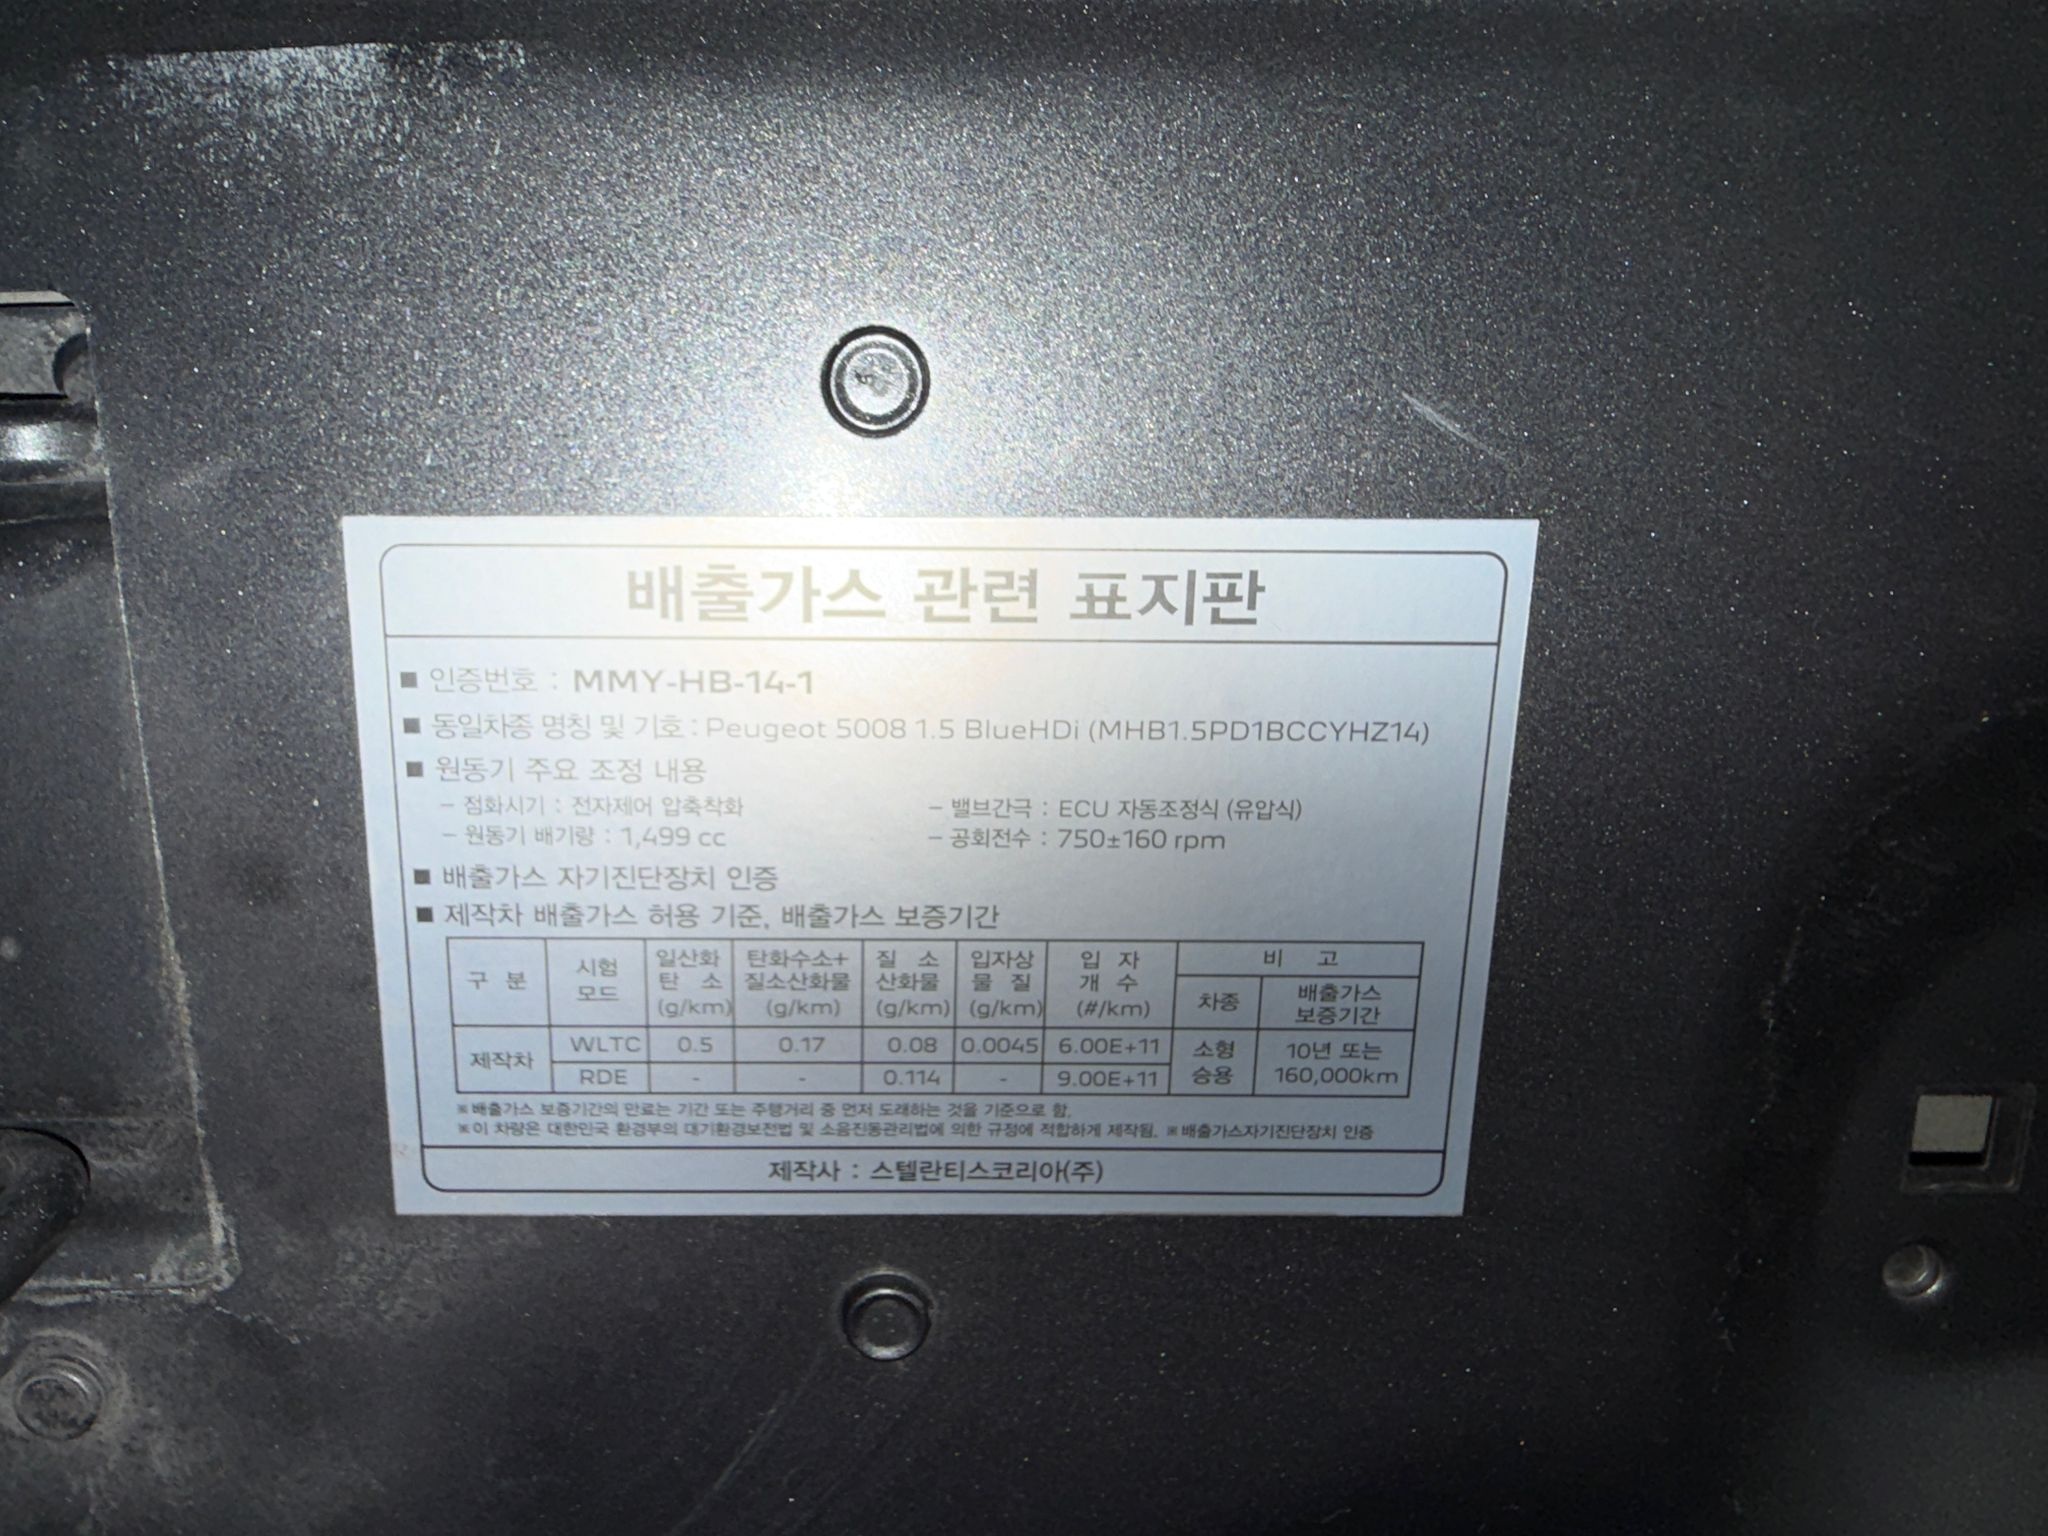 배출가스 관련 표지판
■ 인증번호 : MMY-HB-14-1
■ 동일차종 명칭 및 기호 : Peugeot 5008 1.5 BlueHDi (MHB1.5PD1BCCYHZ14)
■ 원동기 주요 조정 내용
– 점화시기 : 전자제어 압축착화 – 밸브간극 : ECU 자동조정식 (유압식)
– 원동기 배기량 : 1,499 cc – 공회전수 : 750±160 rpm
■ 배출가스 자기진단장치 인증
■ 제작차 배출가스 허용 기준, 배출가스 보증기간
구 분 시험 모드 일산화 탄 소 (g/km) 탄화수소+ 질소산화물 (g/km) 질 소 산화물 (g/km) 입자상 물 질 (g/km) 입 자 개 수 (#/km) 비 고
차종 배출가스 보증기간
제작차 WLTC 0.5 0.17 0.08 0.0045 6.00E+11 소형 승용 10년 또는 160,000km
RDE - - 0.114 - 9.00E+11
※배출가스 보증기간의 만료는 기간 또는 주행거리 중 먼저 도래하는 것을 기준으로 함.
※이 차량은 대한민국 환경부의 대기환경보전법 및 소음진동관리법에 의한 규정에 적합하게 제작됨. ※배출가스자기진단장치 인증
제작사 : 스텔란티스코리아(주)